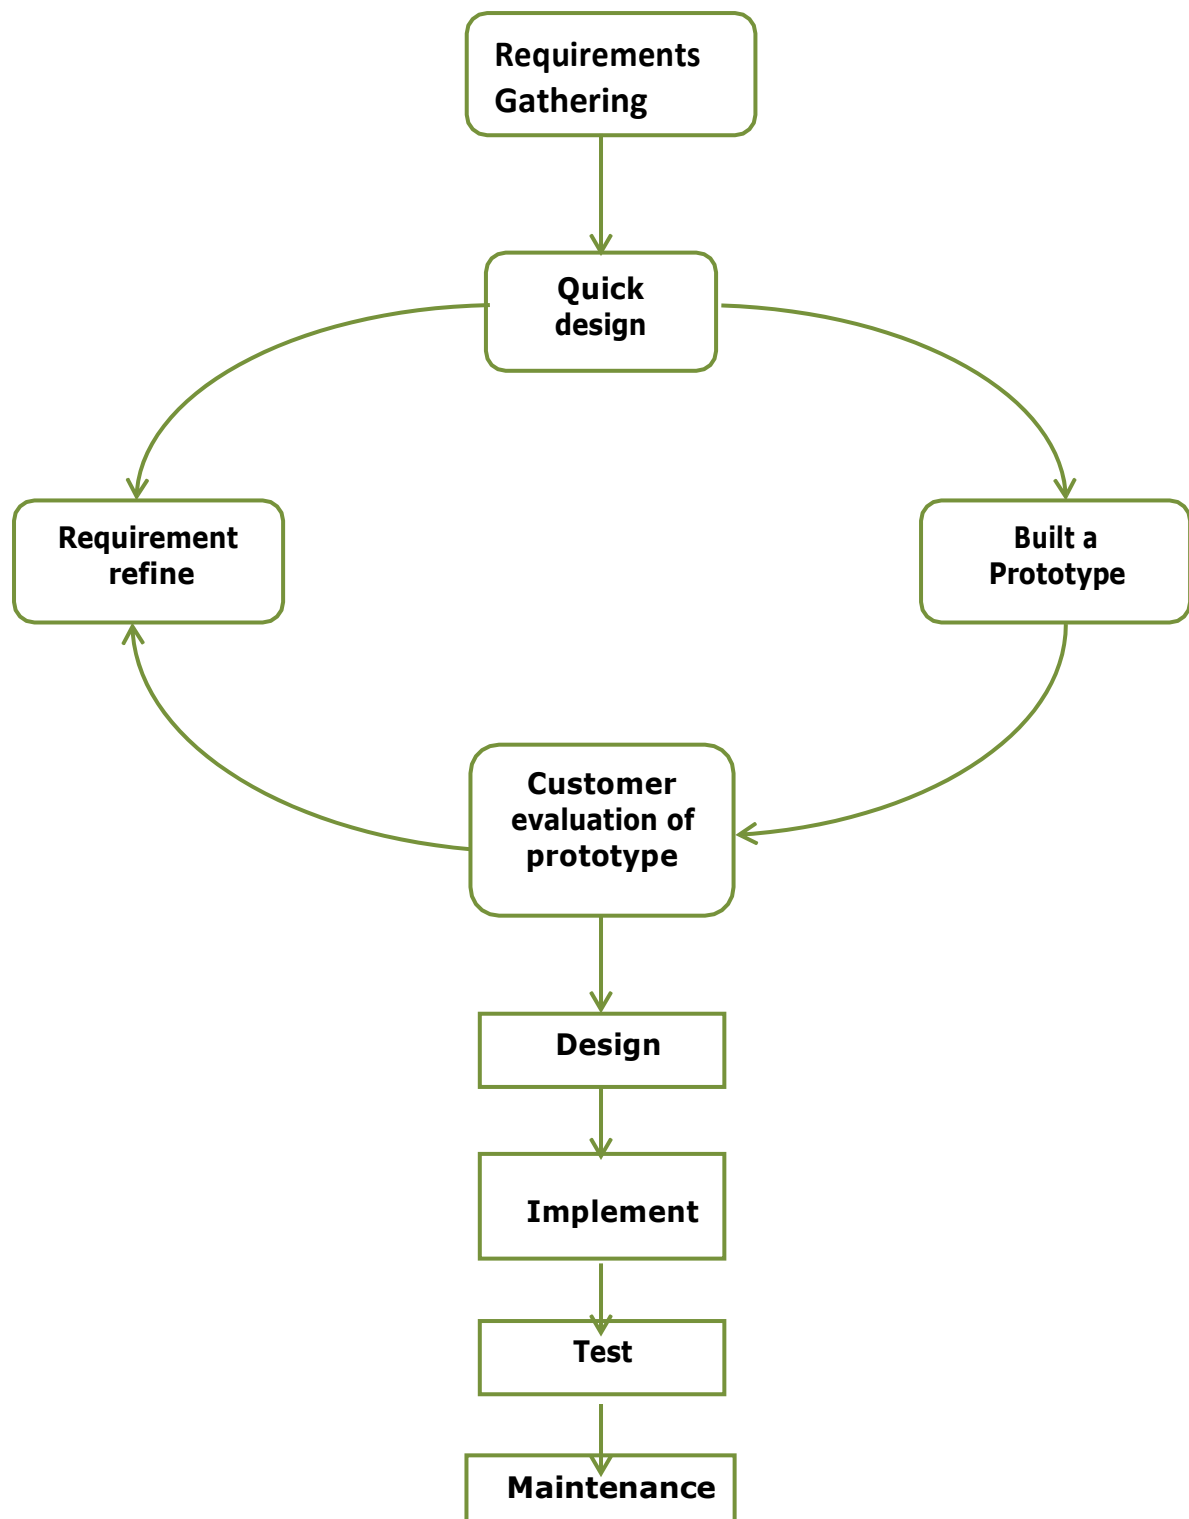 Requirements
Gathering
Quick
design
Requirement
refine
Built a
Prototype
Customer
evaluation of
prototype
Design
Implement
Test
Maintenance